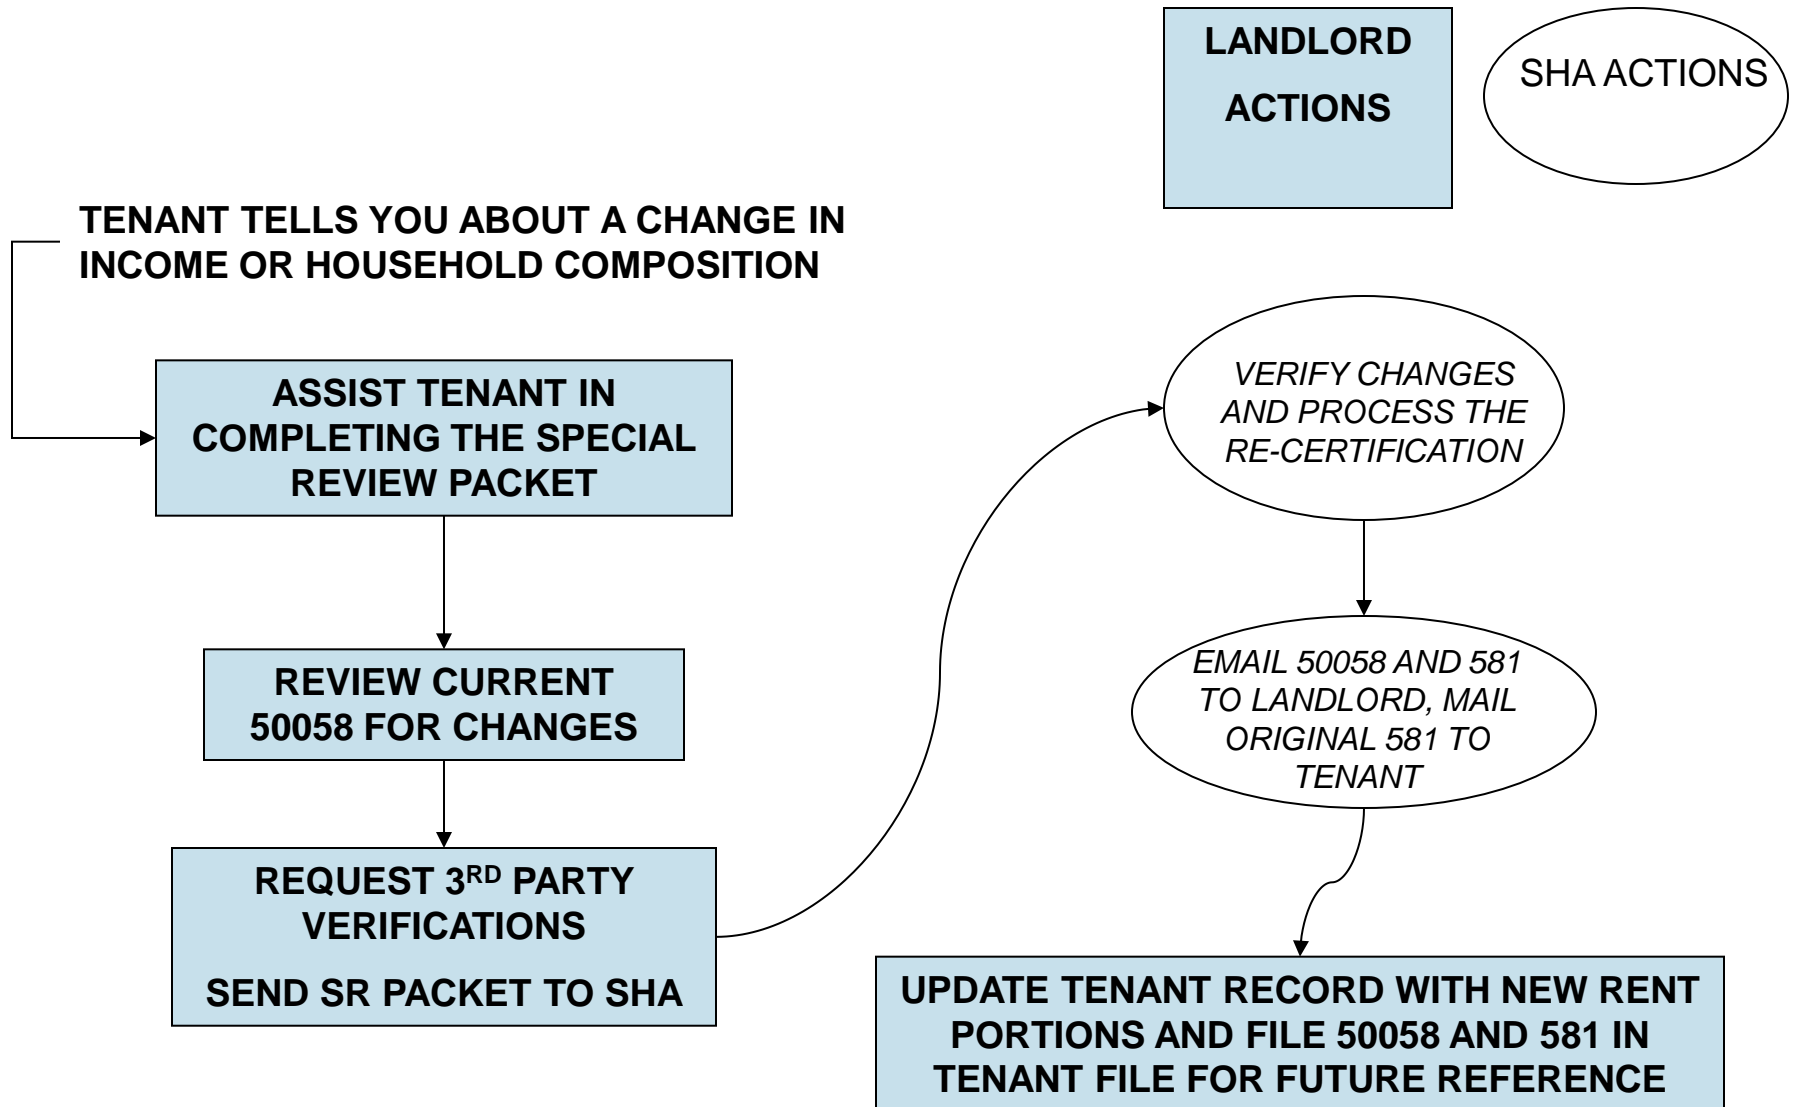 LANDLORD
ACTIONS
SHA ACTIONS
TENANT TELLS YOU ABOUT A CHANGE IN
INCOME OR HOUSEHOLD COMPOSITION
ASSIST TENANT IN
COMPLETING THE SPECIAL
REVIEW PACKET
REVIEW CURRENT
50058 FOR CHANGES
REQUEST 3RD PARTY
VERIFICATIONS
SEND SR PACKET TO SHA
VERIFY CHANGES
AND PROCESS THE
RE-CERTIFICATION
EMAIL 50058 AND 581
TO LANDLORD, MAIL
ORIGINAL 581 TO
TENANT
UPDATE TENANT RECORD WITH NEW RENT
PORTIONS AND FILE 50058 AND 581 IN
TENANT FILE FOR FUTURE REFERENCE